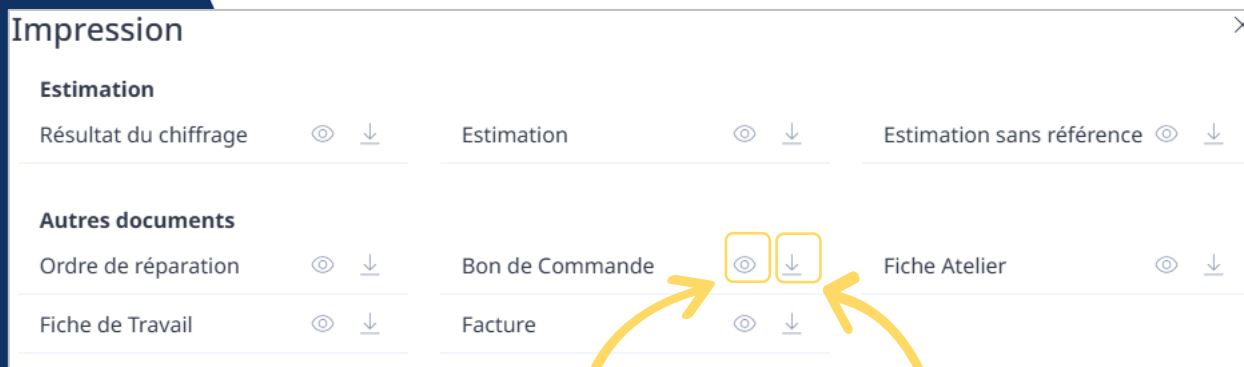 Impression
Estimation
Résultat du chiffrage
Estimation
Estimation sans référence
Autres documents
Ordre de réparation
Bon de Commande
Fiche Atelier
Fiche de Travail
Facture